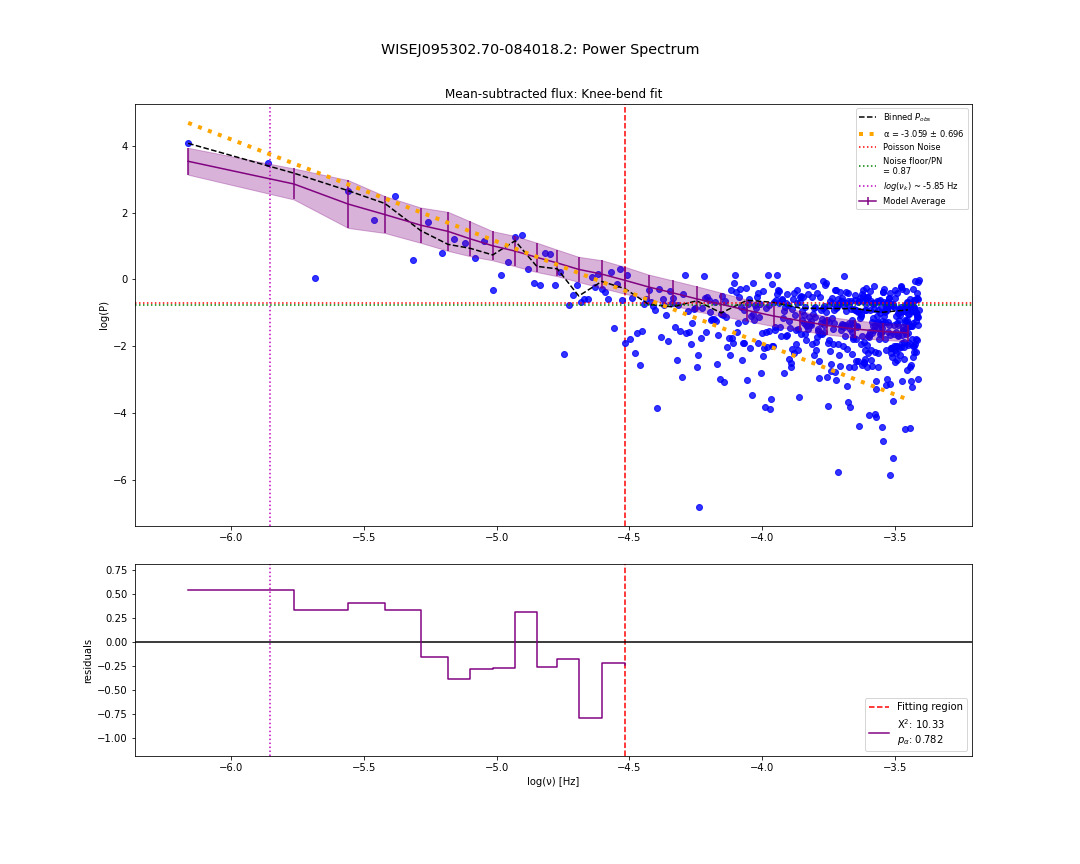 WISEJ095302.70-084018.2: Power Spectrum
Mean-subtracted flux: Knee-bend fit
Binned P_obs
α = -3.059 ± 0.696
Poisson Noise
Noise floor/PN
= 0.87
log(ν_k) ~ -5.85 Hz
Model Average
log(P)
4
2
0
−2
−4
−6
−6.0
−5.5
−5.0
−4.5
−4.0
−3.5
residuals
0.75
0.50
0.25
0.00
−0.25
−0.50
−0.75
−1.00
Fitting region
X²: 10.33
p_α: 0.782
−6.0
−5.5
−5.0
−4.5
−4.0
−3.5
log(ν) [Hz]